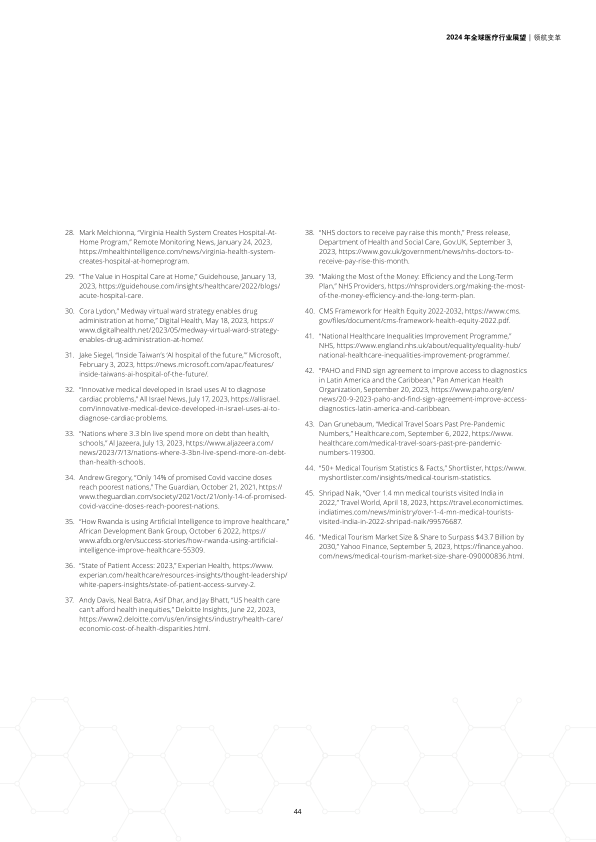 2024 年全球医疗行业展望 | 领航变革
28. Mark Melchionna, “Virginia Health System Creates Hospital-At-
Home Program,” Remote Monitoring News, January 24, 2023,
https://mhealthintelligence.com/news/virginia-health-system-
creates-hospital-at-homeprogram.
29. “The Value in Hospital Care at Home,” Guidehouse, January 13,
2023, https://guidehouse.com/insights/healthcare/2022/blogs/
acute-hospital-care.
30. Cora Lydon,” Medway virtual ward strategy enables drug
administration at home,” Digital Health, May 18, 2023, https://
www.digitalhealth.net/2023/05/medway-virtual-ward-strategy-
enables-drug-administration-at-home/.
31. Jake Siegel, “Inside Taiwan’s ‘AI hospital of the future,’” Microsoft,
February 3, 2023, https://news.microsoft.com/apac/features/
inside-taiwans-ai-hospital-of-the-future/.
32. “Innovative medical developed in Israel uses AI to diagnose
cardiac problems,” All Israel News, July 17, 2023, https://allisrael.
com/innovative-medical-device-developed-in-israel-uses-ai-to-
diagnose-cardiac-problems.
33. “Nations where 3.3 bln live spend more on debt than health,
schools,” Al Jazeera, July 13, 2023, https://www.aljazeera.com/
news/2023/7/13/nations-where-3-3bn-live-spend-more-on-debt-
than-health-schools.
34. Andrew Gregory, “Only 14% of promised Covid vaccine doses
reach poorest nations,” The Guardian, October 21, 2021, https://
www.theguardian.com/society/2021/oct/21/only-14-of-promised-
covid-vaccine-doses-reach-poorest-nations.
35. “How Rwanda is using Artificial Intelligence to improve healthcare,”
African Development Bank Group, October 6 2022, https://
www.afdb.org/en/success-stories/how-rwanda-using-artificial-
intelligence-improve-healthcare-55309.
36. “State of Patient Access: 2023,” Experian Health, https://www.
experian.com/healthcare/resources-insights/thought-leadership/
white-papers-insights/state-of-patient-access-survey-2.
37. Andy Davis, Neal Batra, Asif Dhar, and Jay Bhatt, “US health care
can’t afford health inequities,” Deloitte Insights, June 22, 2023,
https://www2.deloitte.com/us/en/insights/industry/health-care/
economic-cost-of-health-disparities.html.
38. “NHS doctors to receive pay raise this month,” Press release,
Department of Health and Social Care, Gov.UK, September 3,
2023, https://www.gov.uk/government/news/nhs-doctors-to-
receive-pay-rise-this-month.
39. “Making the Most of the Money: Efficiency and the Long-Term
Plan,” NHS Providers, https://nhsproviders.org/making-the-most-
of-the-money-efficiency-and-the-long-term-plan.
40. CMS Framework for Health Equity 2022-2032, https://www.cms.
gov/files/document/cms-framework-health-equity-2022.pdf.
41. “National Healthcare Inequalities Improvement Programme,”
NHS, https://www.england.nhs.uk/about/equality/equality-hub/
national-healthcare-inequalities-improvement-programme/.
42. “PAHO and FIND sign agreement to improve access to diagnostics
in Latin America and the Caribbean,” Pan American Health
Organization, September 20, 2023, https://www.paho.org/en/
news/20-9-2023-paho-and-find-sign-agreement-improve-access-
diagnostics-latin-america-and-caribbean.
43. Dan Grunebaum, “Medical Travel Soars Past Pre-Pandemic
Numbers,” Healthcare.com, September 6, 2022, https://www.
healthcare.com/medical-travel-soars-past-pre-pandemic-
numbers-119300.
44. “50+ Medical Tourism Statistics & Facts,” Shortlister, https://www.
myshortlister.com/insights/medical-tourism-statistics.
45. Shripad Naik, “Over 1.4 mn medical tourists visited India in
2022,” Travel World, April 18, 2023, https://travel.economictimes.
indiatimes.com/news/ministry/over-1-4-mn-medical-tourists-
visited-india-in-2022-shripad-naik/99576687.
46. “Medical Tourism Market Size & Share to Surpass $43.7 Billion by
2030,” Yahoo Finance, September 5, 2023, https://finance.yahoo.
com/news/medical-tourism-market-size-share-090000836.html.
44